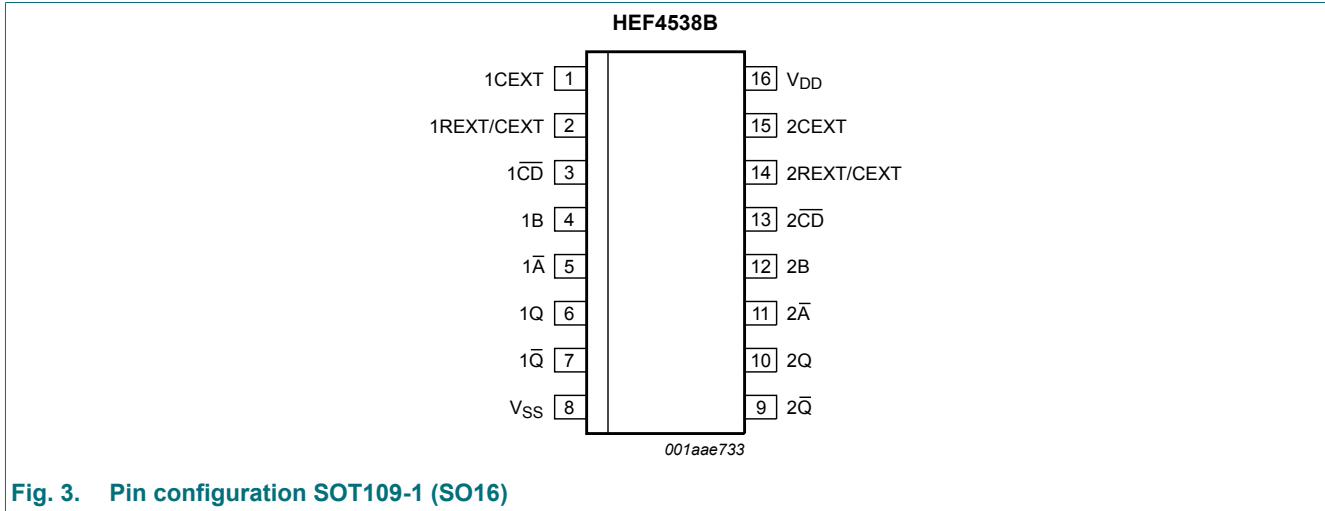 HEF4538B
1CEXT 1 16 VDD
1REXT/CEXT 2 15 2CEXT
1C̅D̅ 3 14 2REXT/CEXT
1B 4 13 2C̅D̅
1A̅ 5 12 2B
1Q 6 11 2A̅
1Q̅ 7 10 2Q
VSS 8 9 2Q̅
001aae733
Fig. 3. Pin configuration SOT109-1 (SO16)